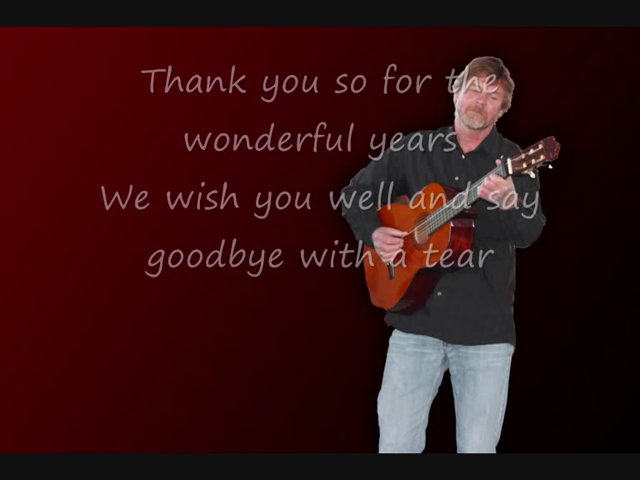 Thank you so for the
wonderful years
We wish you well and say
goodbye with a tear